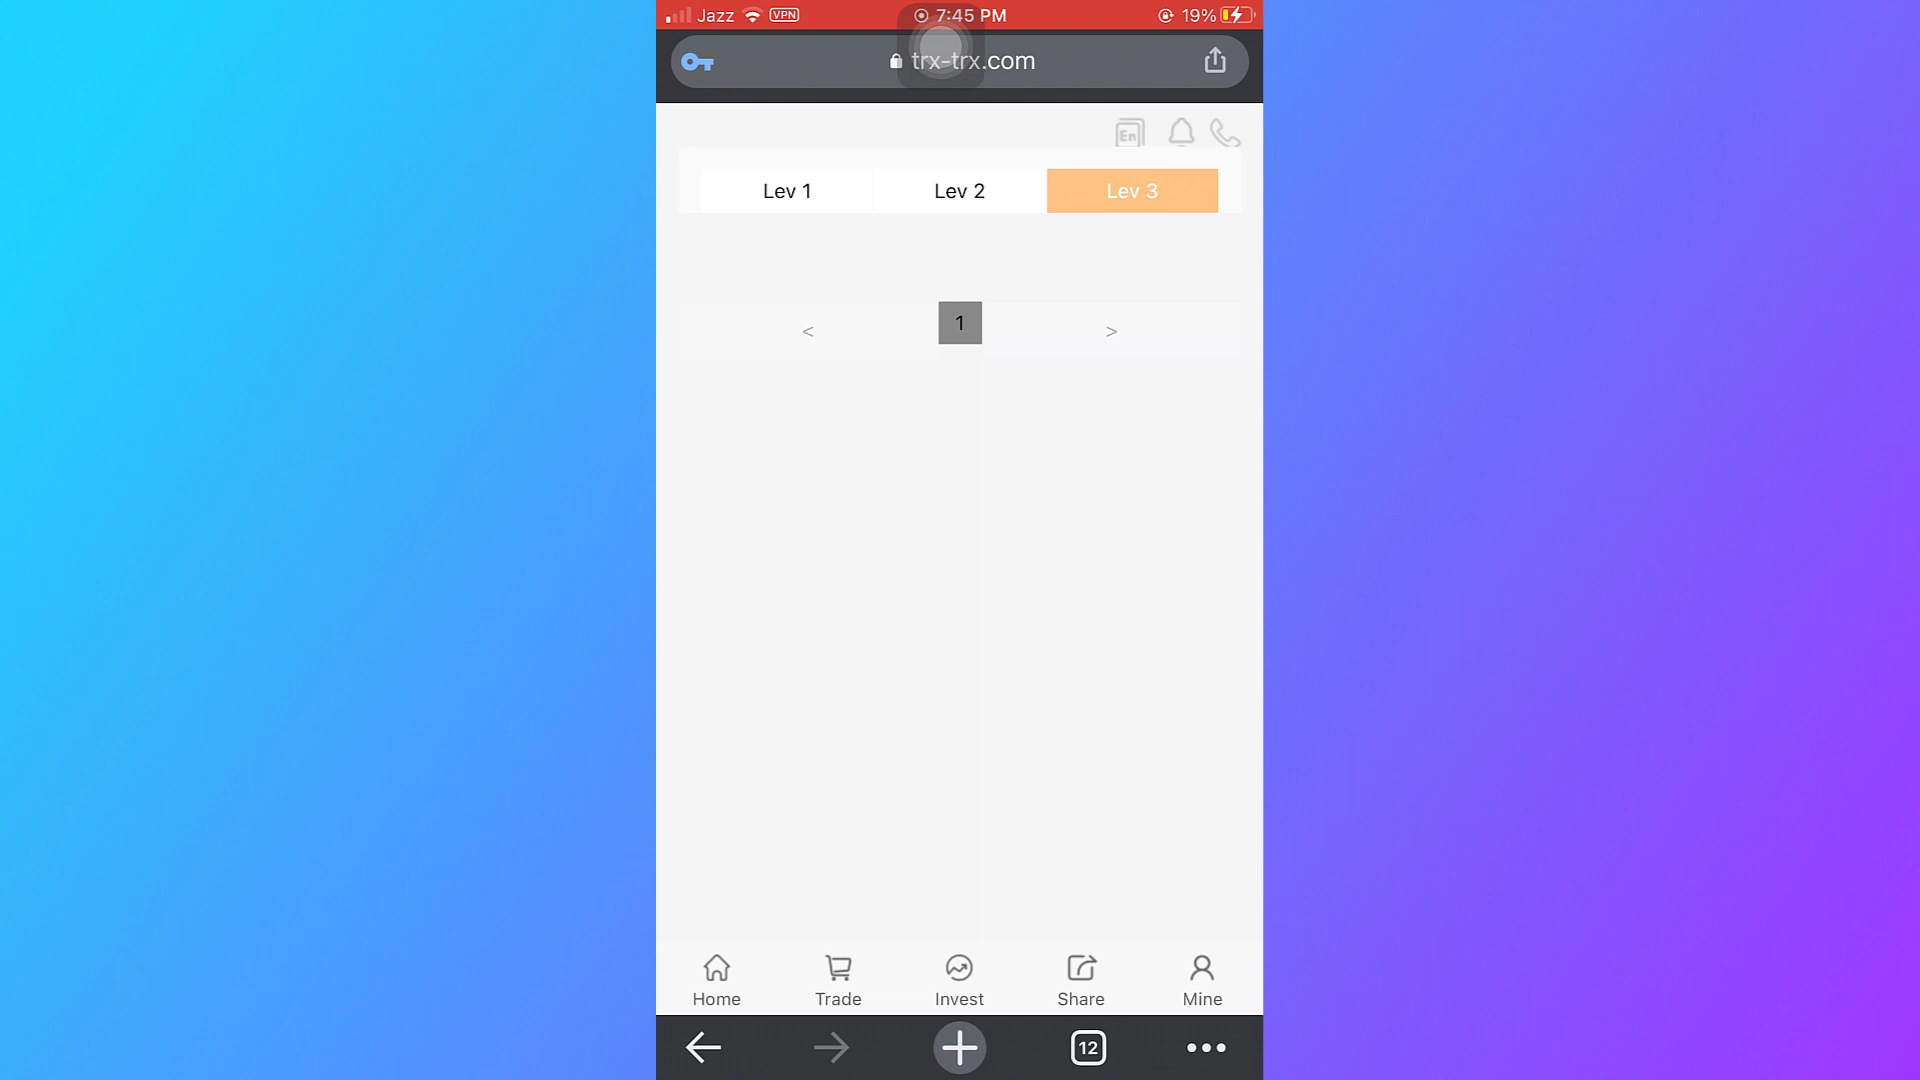 Jazz VPN 7:45 PM 19%
trx-trx.com
En
Lev 1 Lev 2 Lev 3
< 1 >
Home Trade Invest Share Mine
12